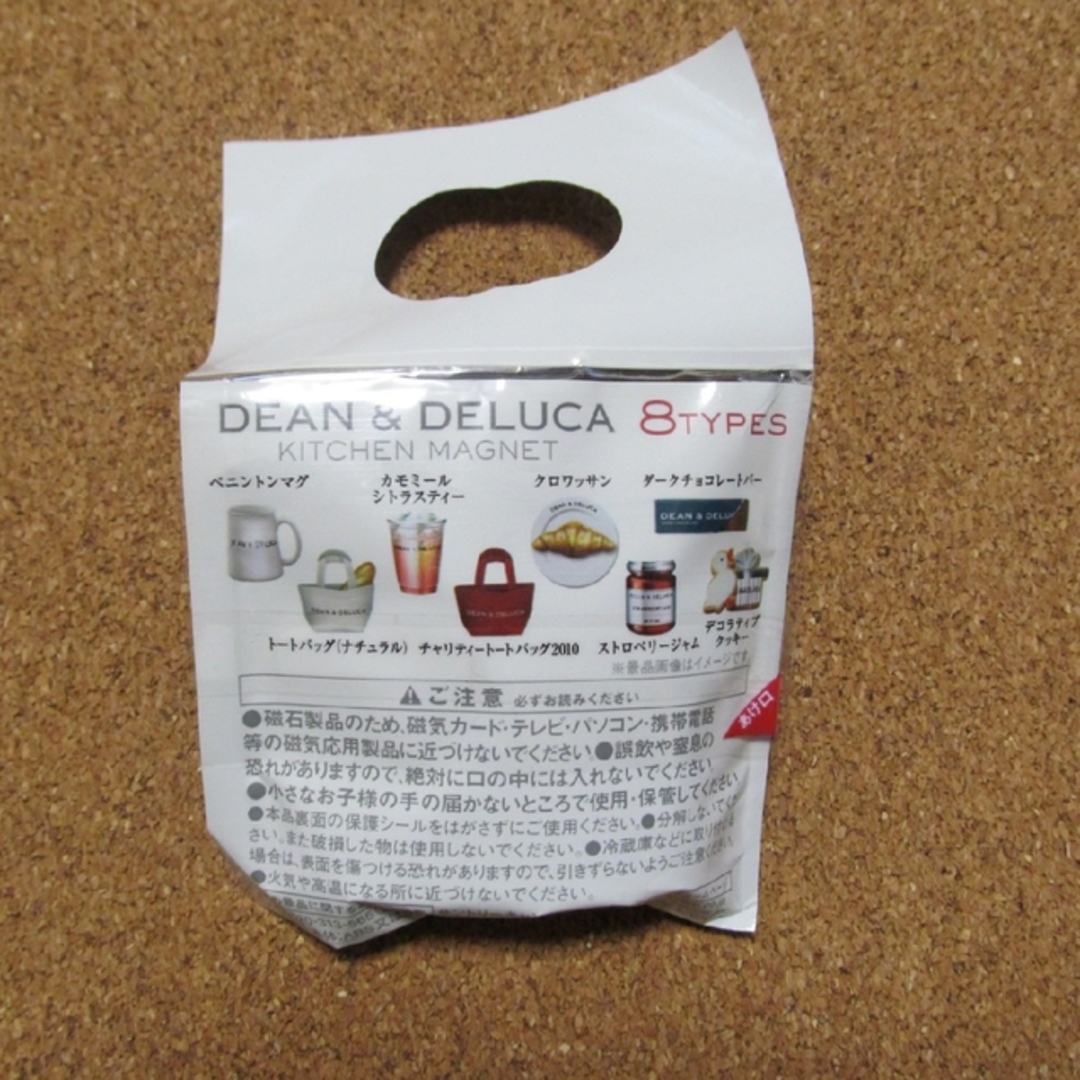 DEAN & DELUCA 8TYPES
KITCHEN MAGNET
ベニントンマグ
カモミール
シトラスティー
クロワッサン
ダークチョコレートバー
DEAN & DELUCA
DEAN & DELUCA
DEAN & DELUCA
トートバッグ(ナチュラル)
チャリティートートバッグ2010
ストロベリージャム
デコラティブ
クッキー
※景品画像はイメージです
あけ口
ご注意 必ずお読みください
●磁石製品のため、磁気カード・テレビ・パソコン・携帯電話
等の磁気応用製品に近づけないでください。●誤飲や窒息の
恐れがありますので、絶対に口の中には入れないでください
●小さなお子様の手の届かないところで使用・保管してください
●本品裏面の保護シールをはがさずにご使用ください。●分解しないでくだ
さい。また破損した物は使用しないでください。●冷蔵庫などに取り付ける
場合は、表面を傷つける恐れがありますので、引きずらないようご注意ください。
●火気や高温になる所に近づけないでください。
景品に関する